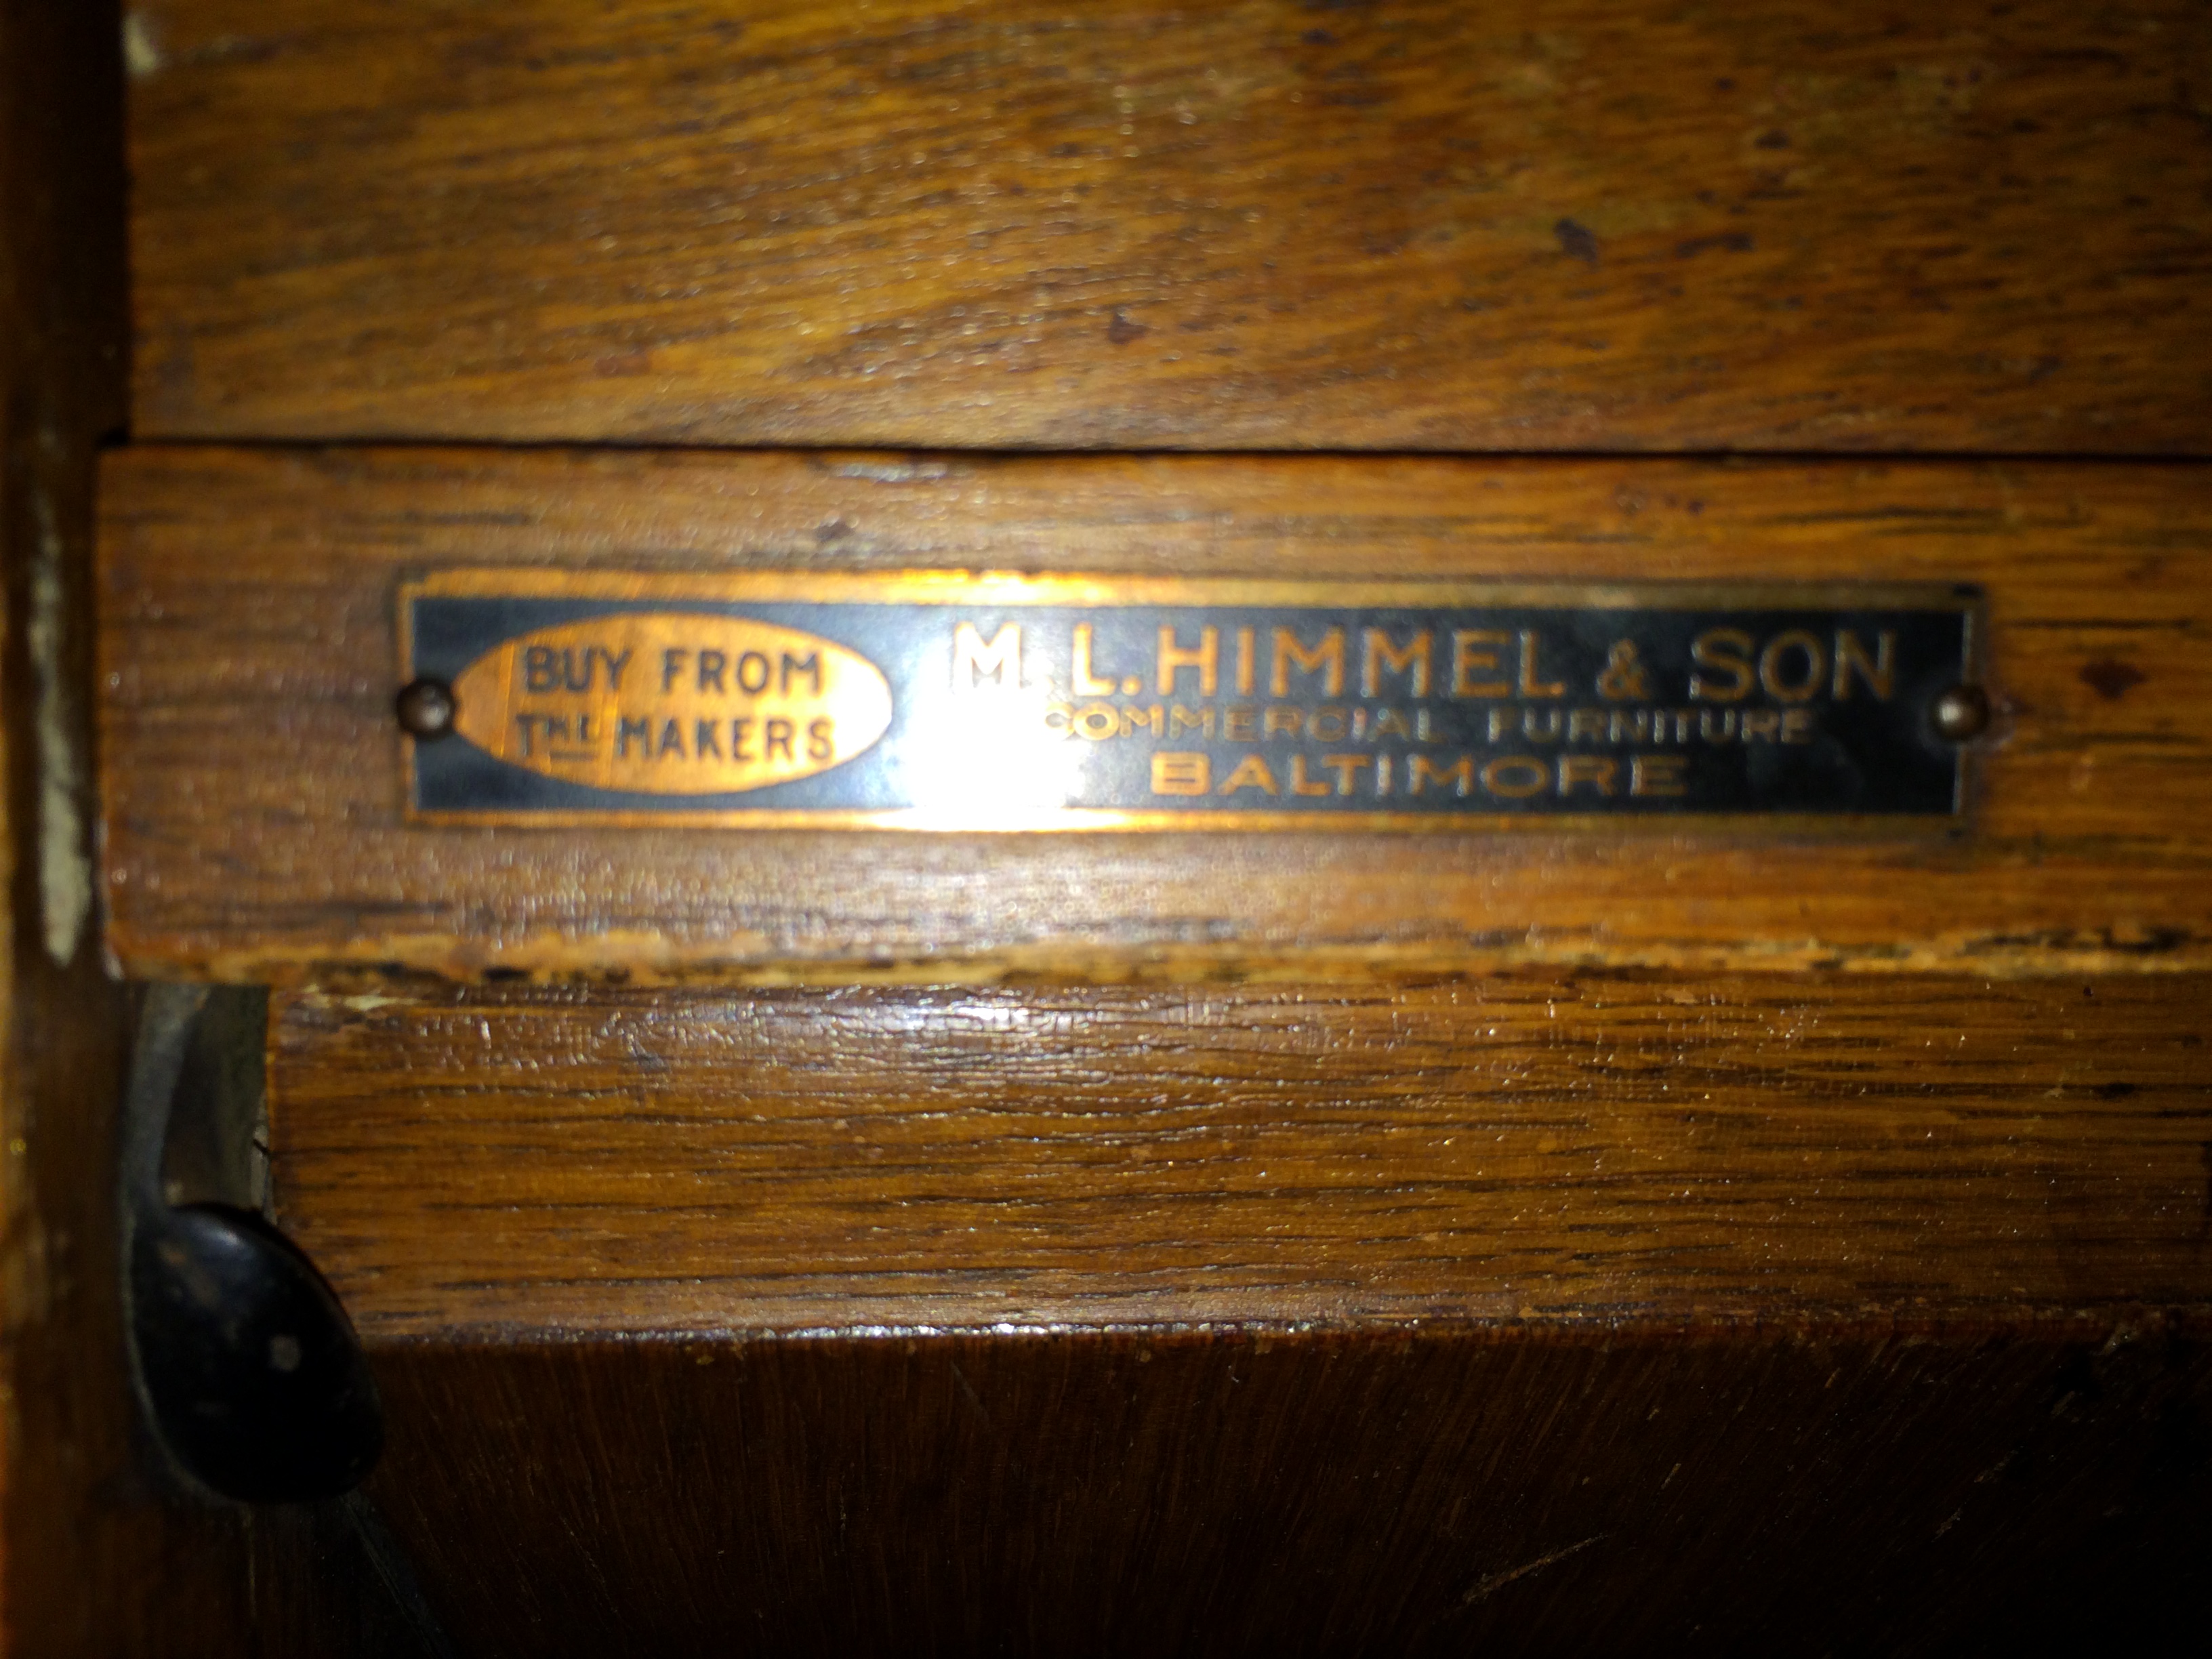 BUY FROM
THE MAKERS
M. L. HIMMEL & SON
COMMERCIAL FURNITURE
BALTIMORE